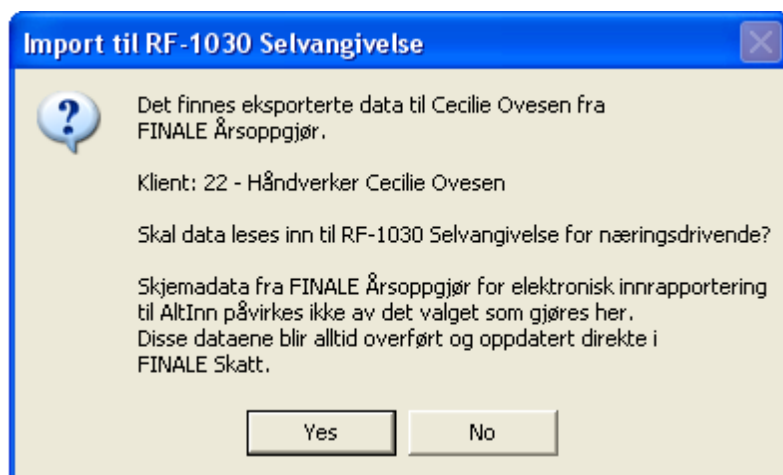 Import til RF-1030 Selvangivelse
Det finnes eksporterte data til Cecilie Ovesen fra
FINALE Årsoppgjør.
Klient: 22 - Håndverker Cecilie Ovesen
Skal data leses inn til RF-1030 Selvangivelse for næringsdrivende?
Skjemadata fra FINALE Årsoppgjør for elektronisk innrapportering
til AltInn påvirkes ikke av det valget som gjøres her.
Disse dataene blir alltid overført og oppdatert direkte i
FINALE Skatt.
Yes
No